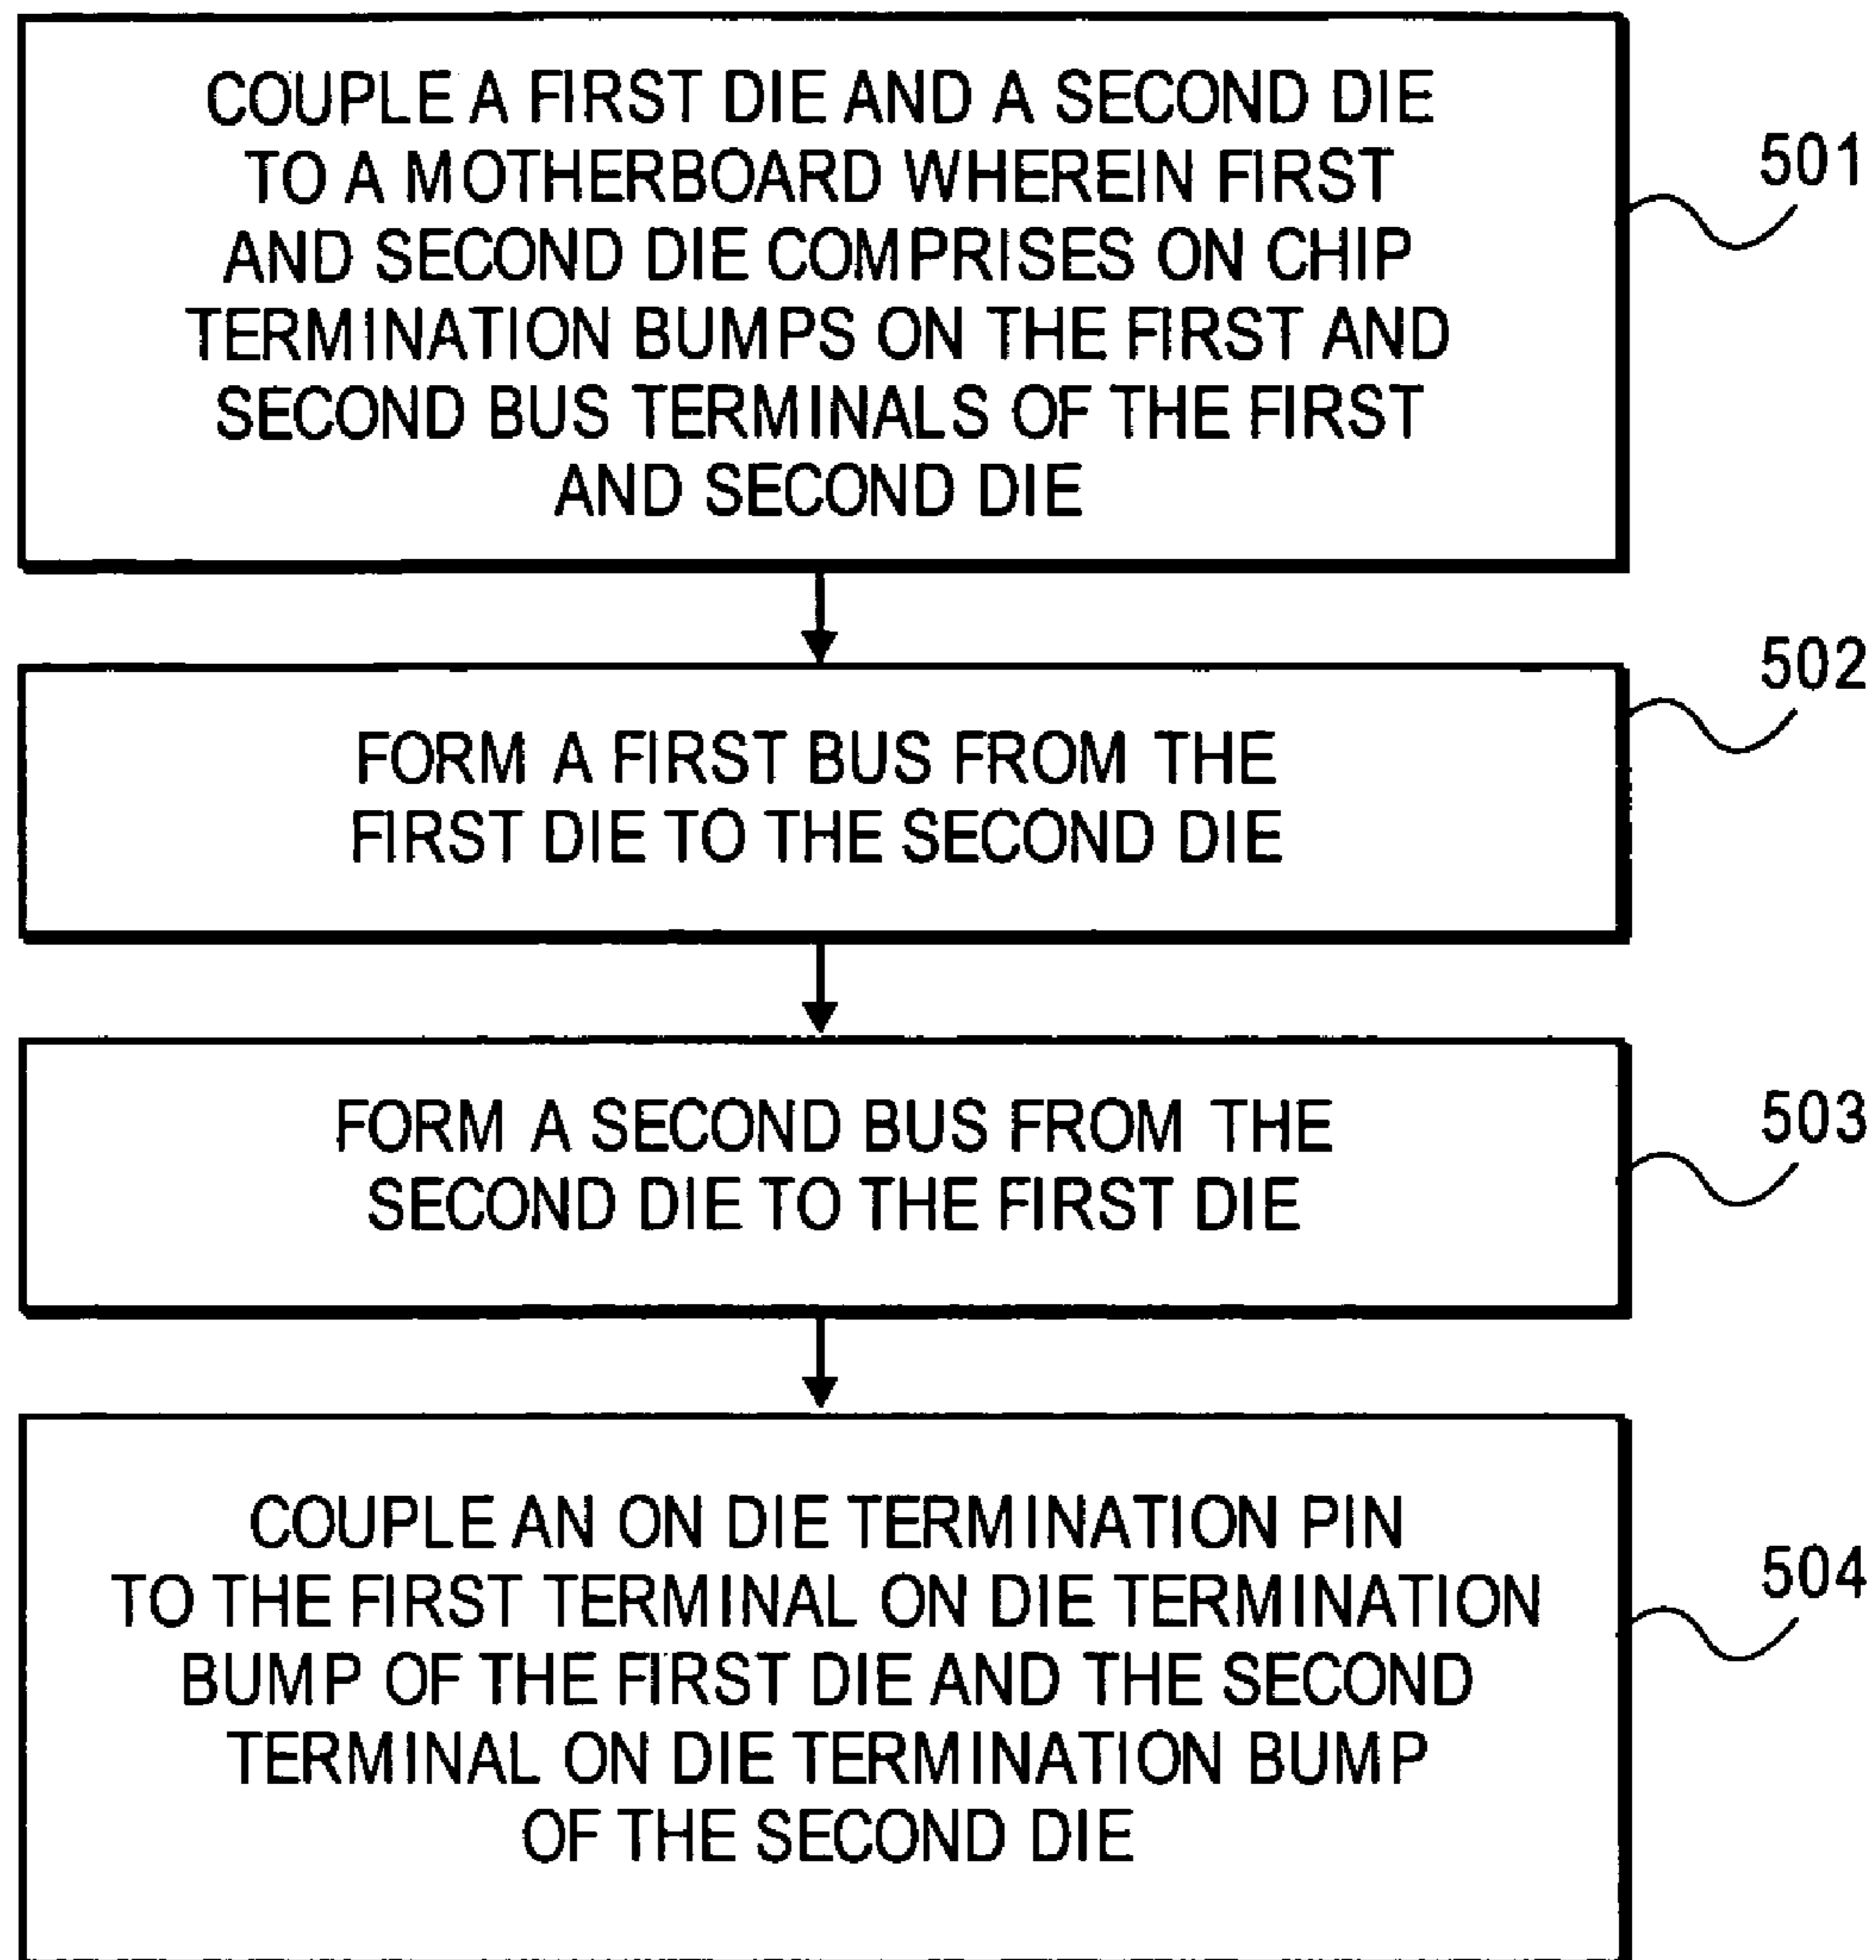 COUPLE A FIRST DIE AND A SECOND DIE
TO A MOTHERBOARD WHEREIN FIRST
AND SECOND DIE COMPRISES ON CHIP
TERMINATION BUMPS ON THE FIRST AND
SECOND BUS TERMINALS OF THE FIRST
AND SECOND DIE
501
FORM A FIRST BUS FROM THE
FIRST DIE TO THE SECOND DIE
502
FORM A SECOND BUS FROM THE
SECOND DIE TO THE FIRST DIE
503
COUPLE AN ON DIE TERMINATION PIN
TO THE FIRST TERMINAL ON DIE TERMINATION
BUMP OF THE FIRST DIE AND THE SECOND
TERMINAL ON DIE TERMINATION BUMP
OF THE SECOND DIE
504